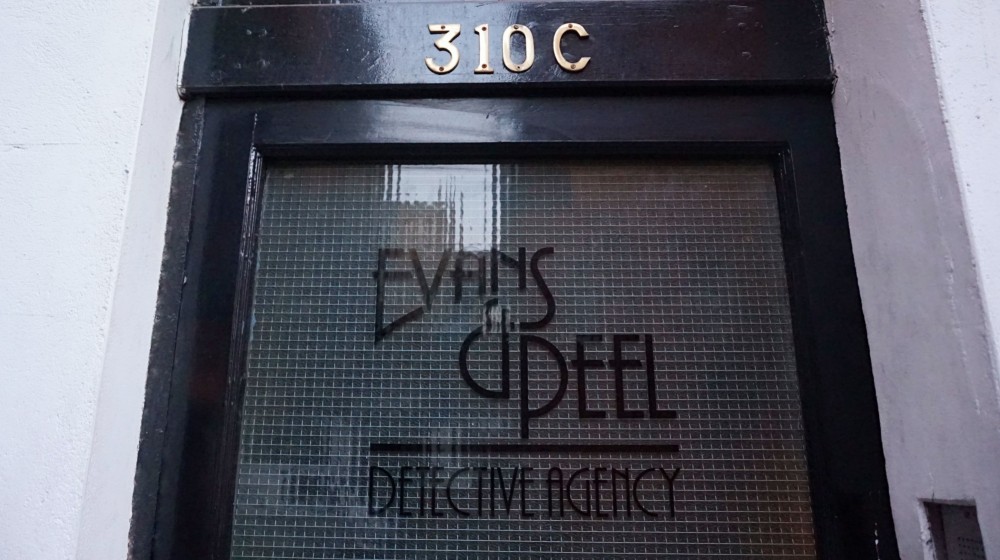 310C
EVANS
& PEEL
DETECTIVE AGENCY